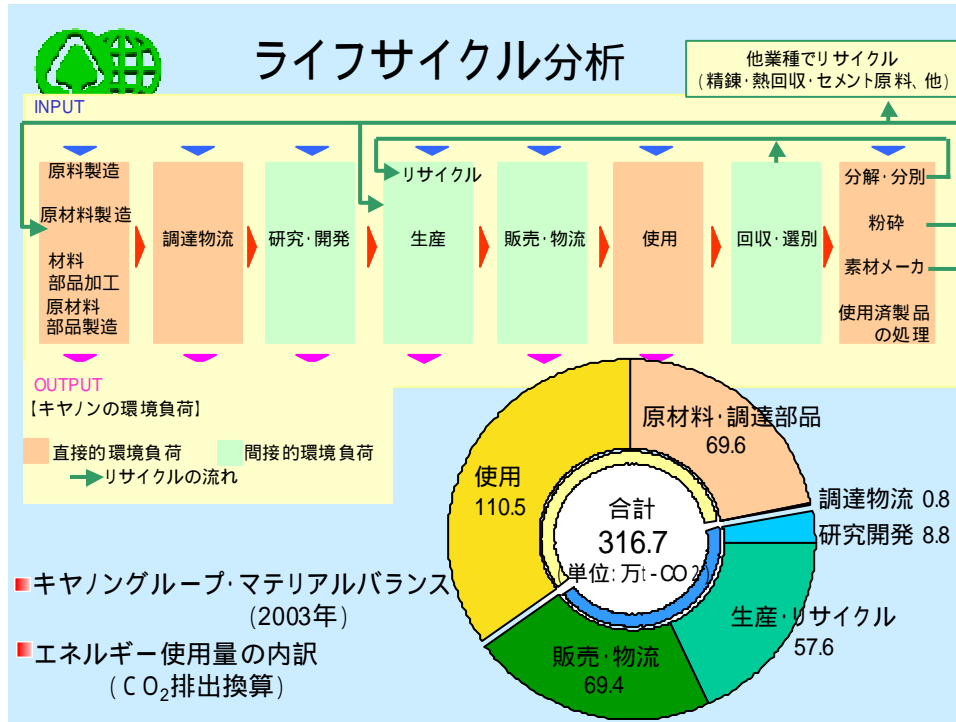 ライフサイクル分析
他業種でリサイクル
(精錬･熱回収･セメント原料、他)
INPUT
原料製造
原材料製造
材料
部品加工
原材料
部品製造
調達物流
研究･開発
リサイクル
生産
販売･物流
使用
回収･選別
分解･分別
粉砕
素材メーカ
使用済製品
の処理
OUTPUT
【キヤノンの環境負荷】
直接的環境負荷
間接的環境負荷
リサイクルの流れ
原材料･調達部品
69.6
調達物流 0.8
研究開発 8.8
生産･リサイクル
57.6
販売･物流
69.4
使用
110.5
合計
316.7
(単位:万t-CO2)
キヤノングループ･マテリアルバランス
(2003年)
エネルギー使用量の内訳
(CO2排出換算)